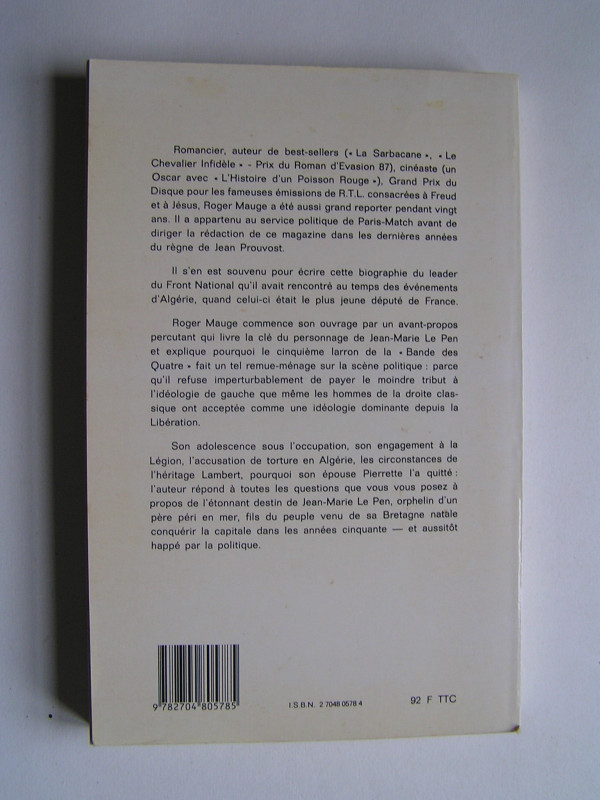 Romancier, auteur de best-sellers (« La Sarbacane », « Le
Chevalier Infidèle » - Prix du Roman d'Evasion 87), cinéaste (un
Oscar avec « L'Histoire d'un Poisson Rouge »), Grand Prix du
Disque pour les fameuses émissions de R.T.L. consacrées à Freud
et à Jésus, Roger Mauge a été aussi grand reporter pendant vingt
ans. Il a appartenu au service politique de Paris-Match avant de
diriger la rédaction de ce magazine dans les dernières années
du règne de Jean Prouvost.
Il s'en est souvenu pour écrire cette biographie du leader
du Front National qu'il avait rencontré au temps des événements
d'Algérie, quand celui-ci était le plus jeune député de France.
Roger Mauge commence son ouvrage par un avant-propos
percutant qui livre la clé du personnage de Jean-Marie Le Pen
et explique pourquoi le cinquième larron de la « Bande des
Quatre » fait un tel remue-ménage sur la scène politique : parce
qu'il refuse imperturbablement de payer le moindre tribut à
l'idéologie de gauche que même les hommes de la droite clas-
sique ont acceptée comme une idéologie dominante depuis la
Libération.
Son adolescence sous l'occupation, son engagement à la
Légion, l'accusation de torture en Algérie, les circonstances de
l'héritage Lambert, pourquoi son épouse Pierrette l'a quitté :
l'auteur répond à toutes les questions que vous vous posez à
propos de l'étonnant destin de Jean-Marie Le Pen, orphelin d'un
père péri en mer, fils du peuple venu de sa Bretagne natale
conquérir la capitale dans les années cinquante — et aussitôt
happé par la politique.
9 782704 805785
I.S.B.N. 2 7048 0578 4
92 F TTC